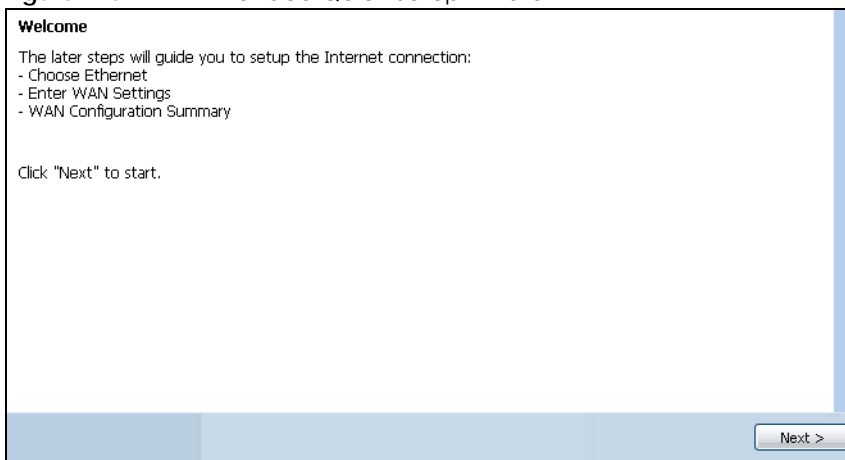 Welcome
The later steps will guide you to setup the Internet connection:
- Choose Ethernet
- Enter WAN Settings
- WAN Configuration Summary
Click "Next" to start.
Next >